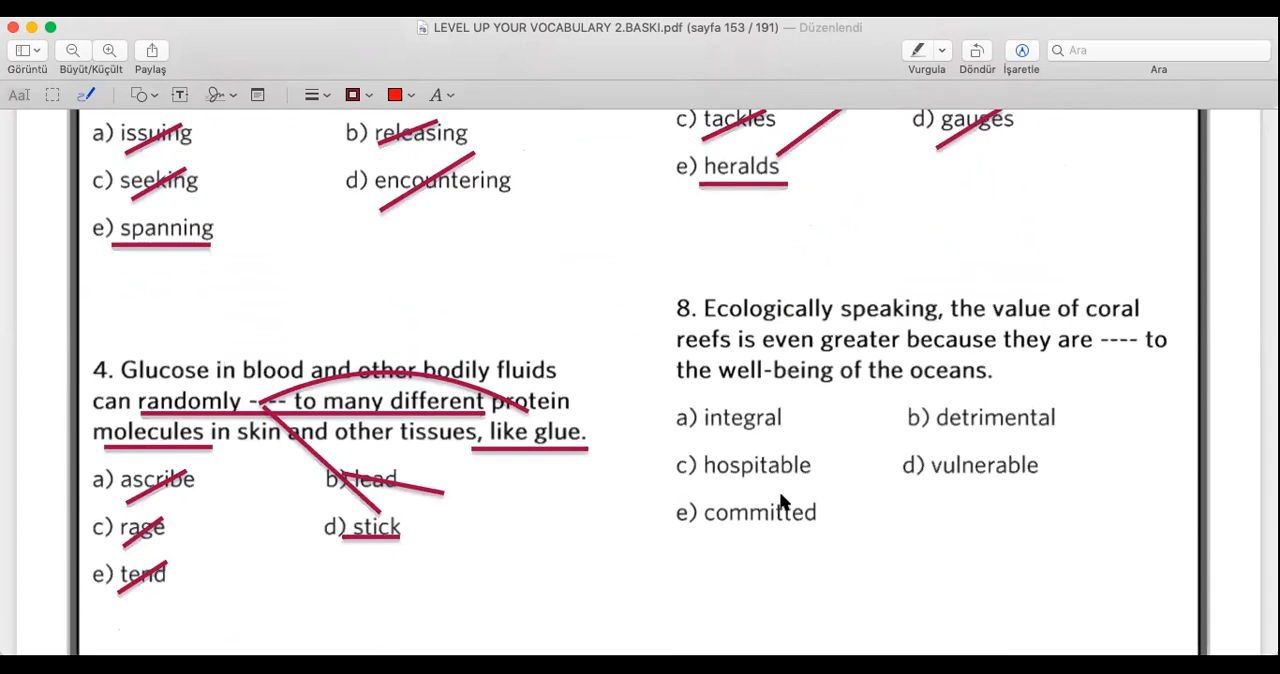 LEVEL UP YOUR VOCABULARY 2.BASKI.pdf (sayfa 153 / 191) — Düzenlendi
Görüntü
Büyüt/Küçült
Paylaş
Vurgula
Döndür
İşaretle
Ara
Ara
AaI
A
a) issuing b) releasing
c) seeking d) encountering
e) spanning
4. Glucose in blood and other bodily fluids
can randomly ---- to many different protein
molecules in skin and other tissues, like glue.
a) ascribe b) lead
c) rage d) stick
e) tend
c) tackles d) gauges
e) heralds
8. Ecologically speaking, the value of coral
reefs is even greater because they are ---- to
the well-being of the oceans.
a) integral b) detrimental
c) hospitable d) vulnerable
e) committed